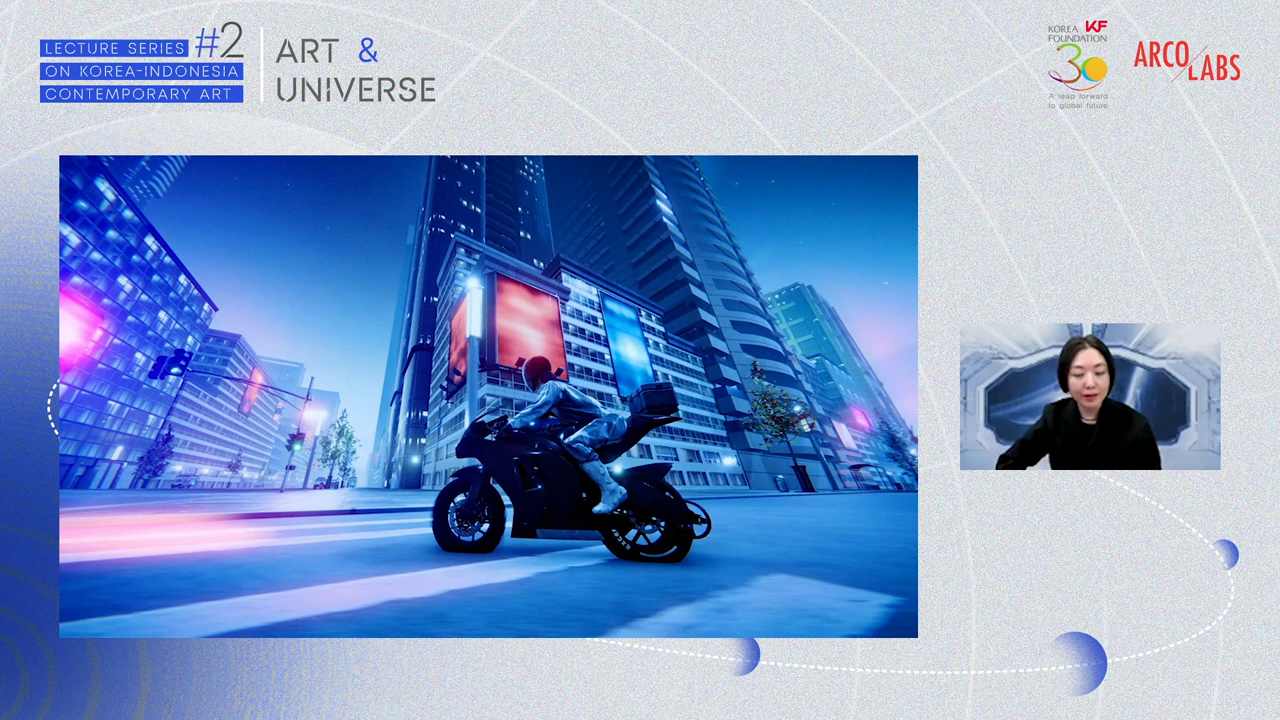 LECTURE SERIES #2
ON KOREA-INDONESIA
CONTEMPORARY ART
ART &
UNIVERSE
KOREA KF
FOUNDATION
30
A leap forward
to global future
ARCO
LABS